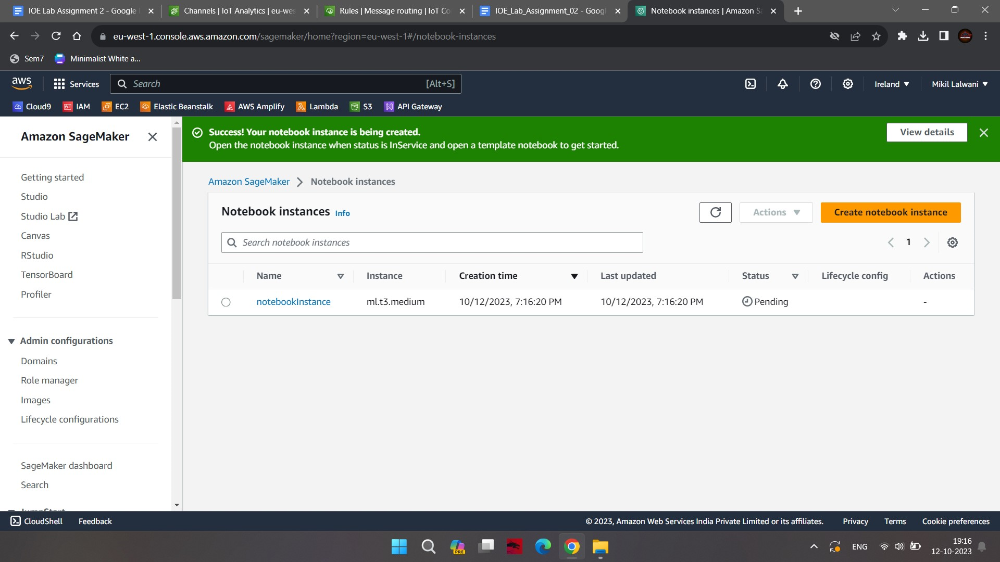 IOE Lab Assignment 2 - Google
Channels | IoT Analytics | eu-wes
Rules | Message routing | IoT Co
IOE_Lab_Assignment_02 - Googl
Notebook instances | Amazon S
eu-west-1.console.aws.amazon.com/sagemaker/home?region=eu-west-1#/notebook-instances
Sem7
Minimalist White a...
aws
Services
Search
[Alt+S]
Ireland
Mikil Lalwani
Cloud9
IAM
EC2
Elastic Beanstalk
AWS Amplify
Lambda
S3
API Gateway
Amazon SageMaker
Getting started
Studio
Studio Lab
Canvas
RStudio
TensorBoard
Profiler
Admin configurations
Domains
Role manager
Images
Lifecycle configurations
SageMaker dashboard
Search
JumpStart
Success! Your notebook instance is being created.
Open the notebook instance when status is InService and open a template notebook to get started.
View details
Amazon SageMaker
Notebook instances
Notebook instances Info
Actions
Create notebook instance
Search notebook instances
1
Name
Instance
Creation time
Last updated
Status
Lifecycle config
Actions
notebookInstance
ml.t3.medium
10/12/2023, 7:16:20 PM
10/12/2023, 7:16:20 PM
Pending
-
CloudShell
Feedback
© 2023, Amazon Web Services India Private Limited or its affiliates.
Privacy
Terms
Cookie preferences
PRE
ENG
19:16
12-10-2023